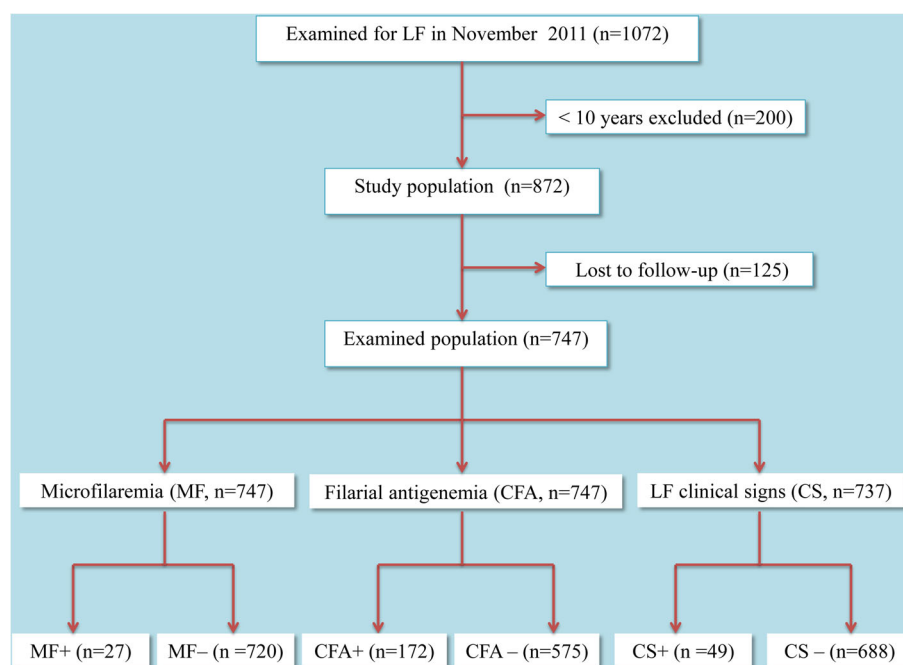 Examined for LF in November 2011 (n=1072)
< 10 years excluded (n=200)
Study population (n=872)
Lost to follow-up (n=125)
Examined population (n=747)
Microfilaremia (MF, n=747)
Filarial antigenemia (CFA, n=747)
LF clinical signs (CS, n=737)
MF+ (n=27)
MF– (n =720)
CFA+ (n=172)
CFA – (n=575)
CS+ (n =49)
CS – (n=688)